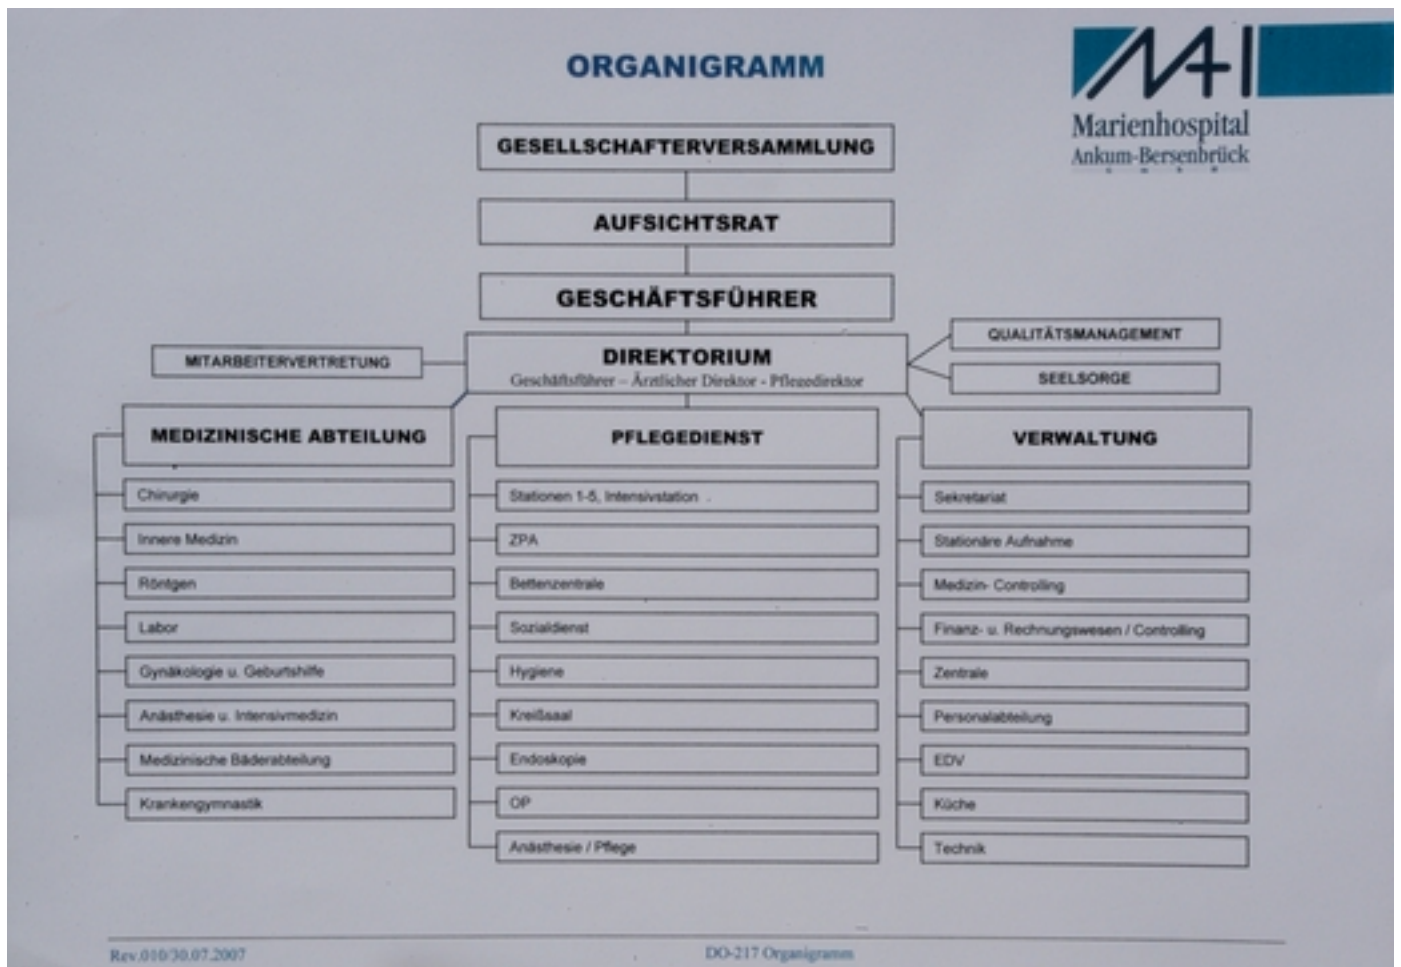 ORGANIGRAMM
Marienhospital
Ankum-Bersenbrück
GESELLSCHAFTERVERSAMMLUNG
AUFSICHTSRAT
GESCHÄFTSFÜHRER
DIREKTORIUM
Geschäftsführer – Ärztlicher Direktor - Pflegedirektor
MITARBEITERVERTRETUNG
QUALITÄTSMANAGEMENT
SEELSORGE
MEDIZINISCHE ABTEILUNG
Chirurgie
Innere Medizin
Röntgen
Labor
Gynäkologie u. Geburtshilfe
Anästhesie u. Intensivmedizin
Medizinische Bäderabteilung
Krankengymnastik
PFLEGEDIENST
Stationen 1-5, Intensivstation
ZPA
Bettenzentrale
Sozialdienst
Hygiene
Kreißsaal
Endoskopie
OP
Anästhesie / Pflege
VERWALTUNG
Sekretariat
Stationäre Aufnahme
Medizin- Controlling
Finanz- u. Rechnungswesen / Controlling
Zentrale
Personalabteilung
EDV
Küche
Technik
Rev.010/30.07.2007
DO-217 Organigramm